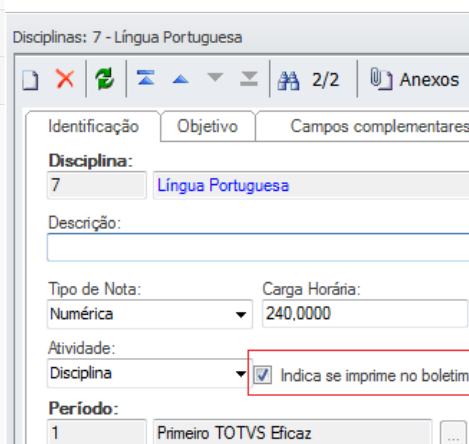 Disciplinas: 7 - Língua Portuguesa
2/2 Anexos
Identificação Objetivo Campos complementares
Disciplina:
7 Língua Portuguesa
Descrição:
Tipo de Nota: Carga Horária:
Numérica 240,0000
Atividade:
Disciplina Indica se imprime no boletim
Período:
1 Primeiro TOTVS Eficaz ...